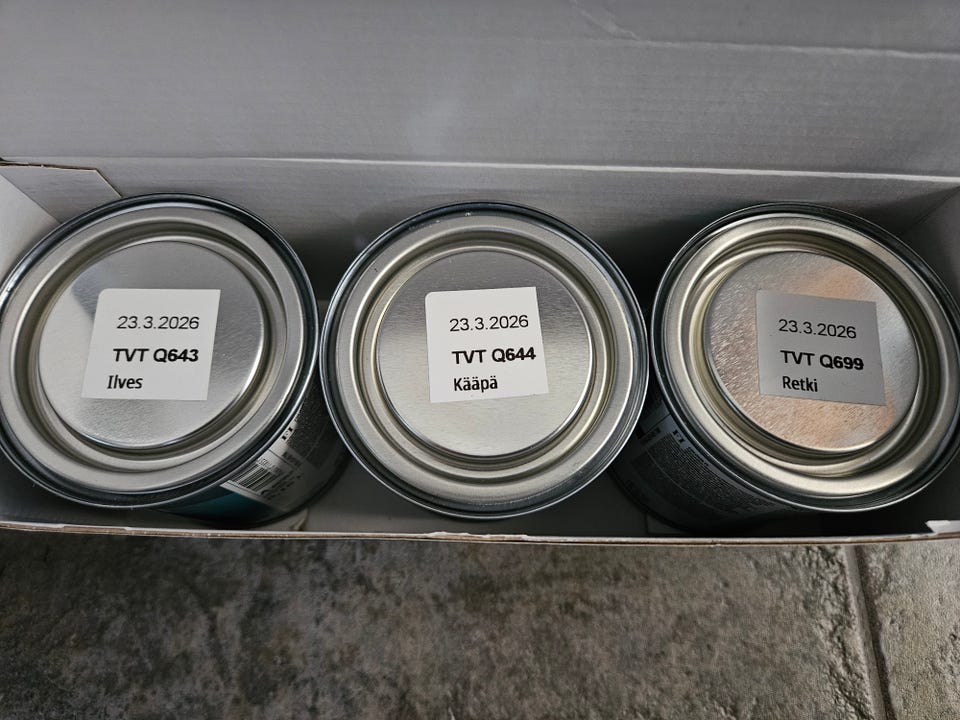 23.3.2026
TVT Q643
Ilves
23.3.2026
TVT Q644
Kääpä
23.3.2026
TVT Q699
Retki